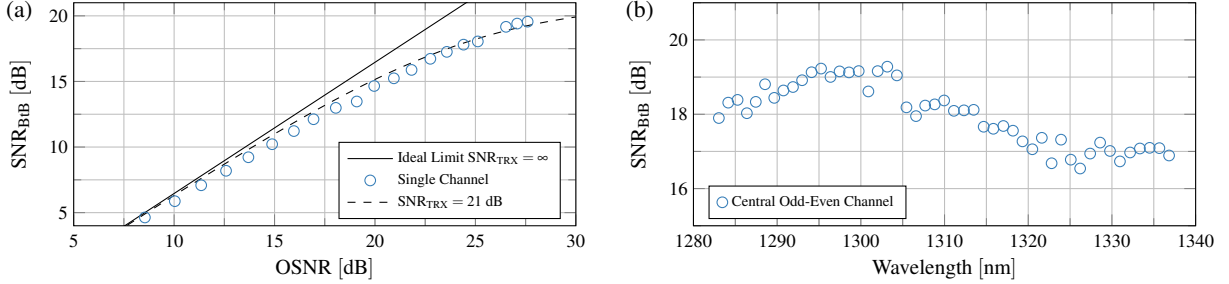 (a)
20
15
10
5
5
10
15
20
25
30
SNR_BtB [dB]
OSNR [dB]
Ideal Limit SNR_TRX = ∞
Single Channel
SNR_TRX = 21 dB
(b)
20
18
16
1280
1290
1300
1310
1320
1330
1340
SNR_BtB [dB]
Wavelength [nm]
Central Odd-Even Channel